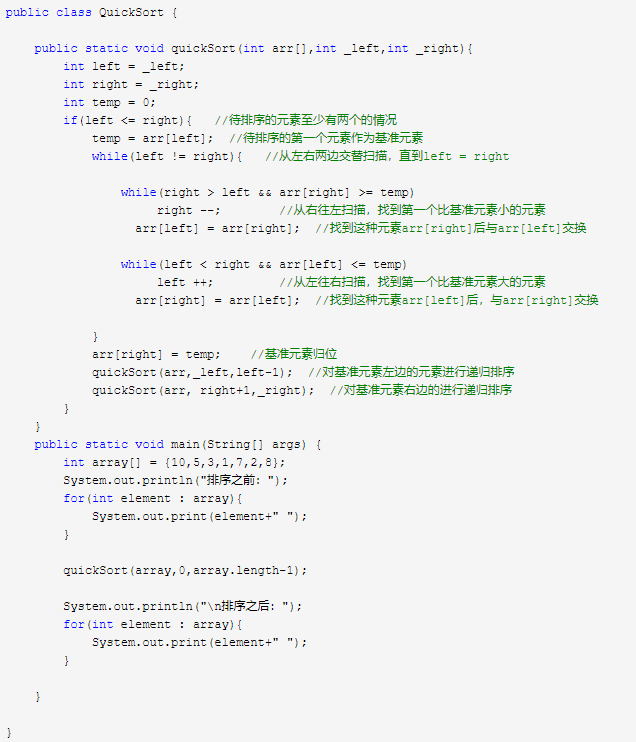 public class QuickSort {
public static void quickSort(int arr[],int _left,int _right){
int left = _left;
int right = _right;
int temp = 0;
if(left <= right){   //待排序的元素至少有两个的情况
temp = arr[left];  //待排序的第一个元素作为基准元素
while(left != right){   //从左右两边交替扫描，直到left = right
while(right > left && arr[right] >= temp)
right --;        //从右往左扫描，找到第一个比基准元素小的元素
arr[left] = arr[right];  //找到这种元素arr[right]后与arr[left]交换
while(left < right && arr[left] <= temp)
left ++;         //从左往右扫描，找到第一个比基准元素大的元素
arr[right] = arr[left];  //找到这种元素arr[left]后，与arr[right]交换
}
arr[right] = temp;    //基准元素归位
quickSort(arr,_left,left-1);  //对基准元素左边的元素进行递归排序
quickSort(arr, right+1,_right);  //对基准元素右边的进行递归排序
}
}
public static void main(String[] args) {
int array[] = {10,5,3,1,7,2,8};
System.out.println("排序之前：");
for(int element : array){
System.out.print(element+" ");
}
quickSort(array,0,array.length-1);
System.out.println("\n排序之后：");
for(int element : array){
System.out.print(element+" ");
}
}
}